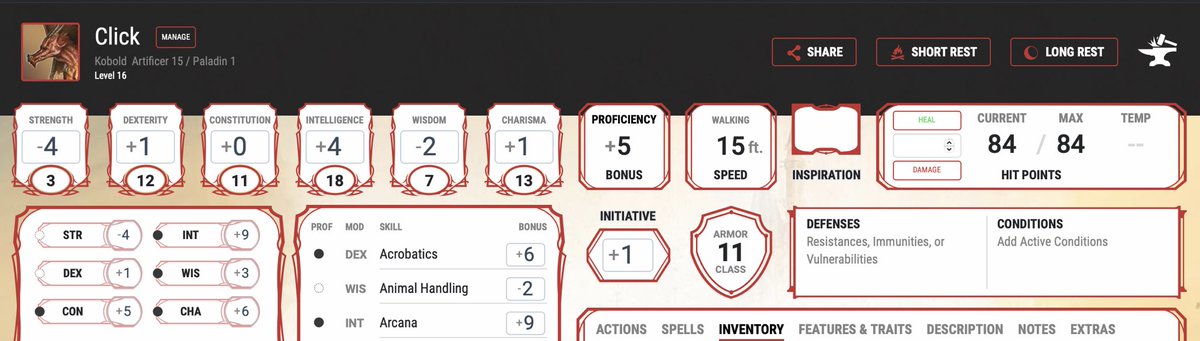 Click MANAGE
Kobold Artificer 15 / Paladin 1
Level 16
SHARE SHORT REST LONG REST
STRENGTH
-4
3
DEXTERITY
+1
12
CONSTITUTION
+0
11
INTELLIGENCE
+4
18
WISDOM
-2
7
CHARISMA
+1
13
PROFICIENCY
+5
BONUS
WALKING
15 ft.
SPEED
INSPIRATION
HEAL
DAMAGE
CURRENT MAX TEMP
84 / 84 --
HIT POINTS
STR -4 INT +9
DEX +1 WIS +3
CON +5 CHA +6
PROF MOD SKILL BONUS
DEX Acrobatics +6
WIS Animal Handling -2
INT Arcana +9
INITIATIVE
+1
ARMOR
11
CLASS
DEFENSES
Resistances, Immunities, or
Vulnerabilities
CONDITIONS
Add Active Conditions
ACTIONS SPELLS INVENTORY FEATURES & TRAITS DESCRIPTION NOTES EXTRAS